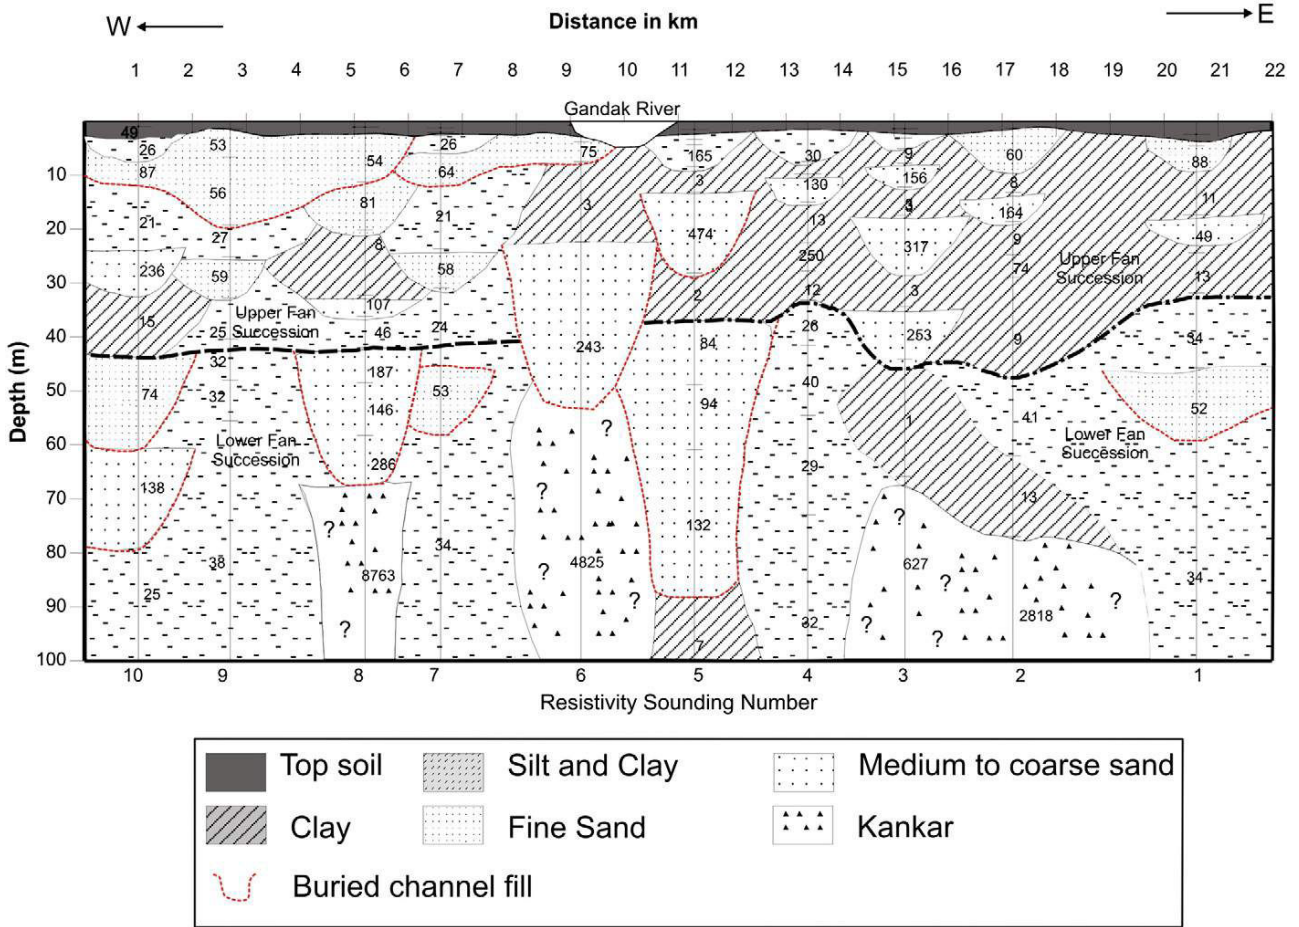 W Distance in km E
1 2 3 4 5 6 7 8 9 10 11 12 13 14 15 16 17 18 19 20 21 22
Gandak River
49
26 53 54 26 75 165 30 9 60 88
87 56 64 3 130 156 8
81 3 3 164 11
21 27 8 21 474 13 317 9 49
236 59 58 250 74 Upper Fan
Succession 13
107 2 12 3
15 25 Upper Fan
Succession 46 24 26 253 9 34
32 187 243 84
74 32 146 53 94 40 1 41 52
Lower Fan
Succession 286 29 Lower Fan
Succession
138 ? 13
? ? 34 ? 132 ?
25 38 8763 ? 4825 ? 627 ? 2818 ? 34
? 7 32 ? ?
10
20
30
40
50
60
70
80
90
100
Depth (m)
10 9 8 7 6 5 4 3 2 1
Resistivity Sounding Number
Top soil Silt and Clay Medium to coarse sand
Clay Fine Sand Kankar
Buried channel fill